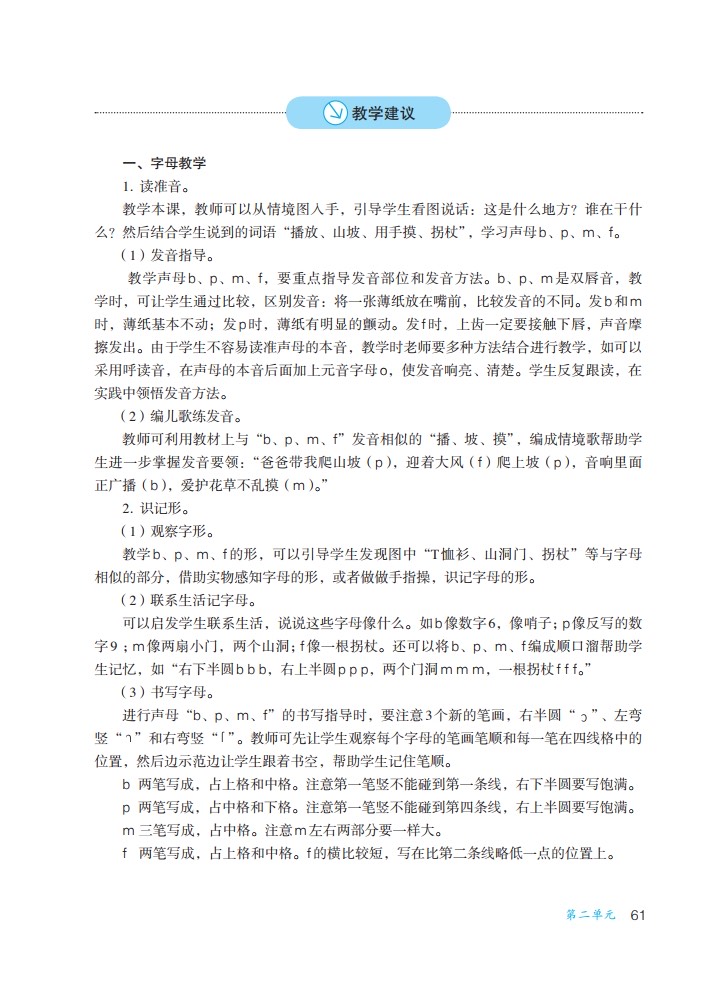 教学建议
一、字母教学
1. 读准音。
教学本课，教师可以从情境图入手，引导学生看图说话：这是什么地方？谁在干什
么？然后结合学生说到的词语“播放、山坡、用手摸、拐杖”，学习声母b、p、m、f。
（1）发音指导。
教学声母b、p、m、f，要重点指导发音部位和发音方法。b、p、m是双唇音，教
学时，可让学生通过比较，区别发音：将一张薄纸放在嘴前，比较发音的不同。发b和m
时，薄纸基本不动；发p时，薄纸有明显的颤动。发f时，上齿一定要接触下唇，声音摩
擦发出。由于学生不容易读准声母的本音，教学时老师要多种方法结合进行教学，如可以
采用呼读音，在声母的本音后面加上元音字母o，使发音响亮、清楚。学生反复跟读，在
实践中领悟发音方法。
（2）编儿歌练发音。
教师可利用教材上与“b、p、m、f”发音相似的“播、坡、摸”，编成情境歌帮助学
生进一步掌握发音要领：“爸爸带我爬山坡（p），迎着大风（f）爬上坡（p），音响里面
正广播（b），爱护花草不乱摸（m）。”
2. 识记形。
（1）观察字形。
教学b、p、m、f的形，可以引导学生发现图中“T恤衫、山洞门、拐杖”等与字母
相似的部分，借助实物感知字母的形，或者做做手指操，识记字母的形。
（2）联系生活记字母。
可以启发学生联系生活，说说这些字母像什么。如b像数字6，像哨子；p像反写的数
字9；m像两扇小门，两个山洞；f像一根拐杖。还可以将b、p、m、f编成顺口溜帮助学
生记忆，如“右下半圆bbb，右上半圆ppp，两个门洞mmm，一根拐杖fff。”
（3）书写字母。
进行声母“b、p、m、f”的书写指导时，要注意3个新的笔画，右半圆“ɔ”、左弯
竖“ㄱ”和右弯竖“ſ”。教师可先让学生观察每个字母的笔画笔顺和每一笔在四线格中的
位置，然后边示范边让学生跟着书空，帮助学生记住笔顺。
b 两笔写成，占上格和中格。注意第一笔竖不能碰到第一条线，右下半圆要写饱满。
p 两笔写成，占中格和下格。注意第一笔竖不能碰到第四条线，右上半圆要写饱满。
m 三笔写成，占中格。注意m左右两部分要一样大。
f 两笔写成，占上格和中格。f的横比较短，写在比第二条线略低一点的位置上。
第二单元 61